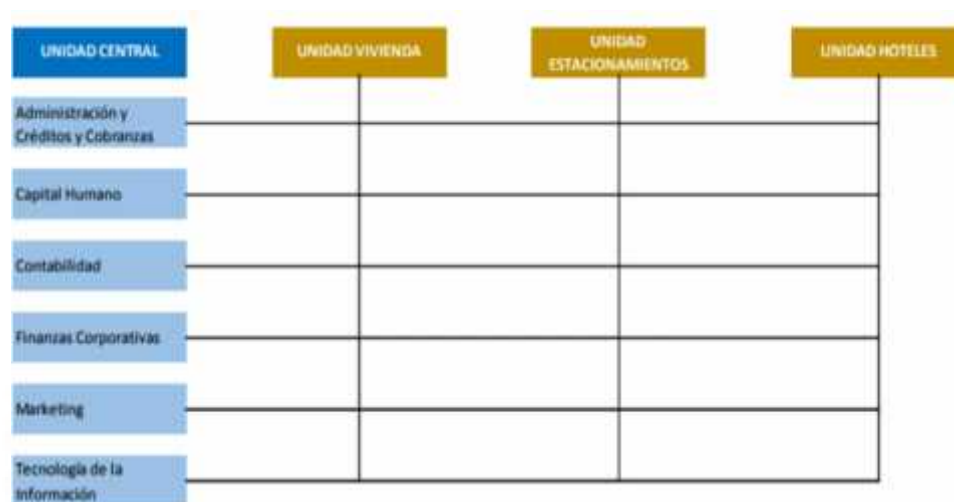 UNIDAD CENTRAL
UNIDAD VIVIENDA
UNIDAD
ESTACIONAMIENTOS
UNIDAD HOTELES
Administración y
Créditos y Cobranzas
Capital Humano
Contabilidad
Finanzas Corporativas
Marketing
Tecnología de la
Información